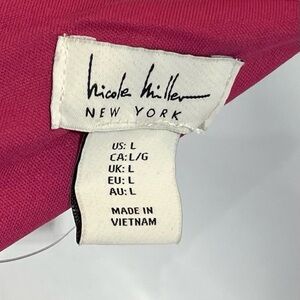 Nicole Miller
NEW YORK
US: L
CA: L/G
UK: L
EU: L
AU: L
MADE IN
VIETNAM